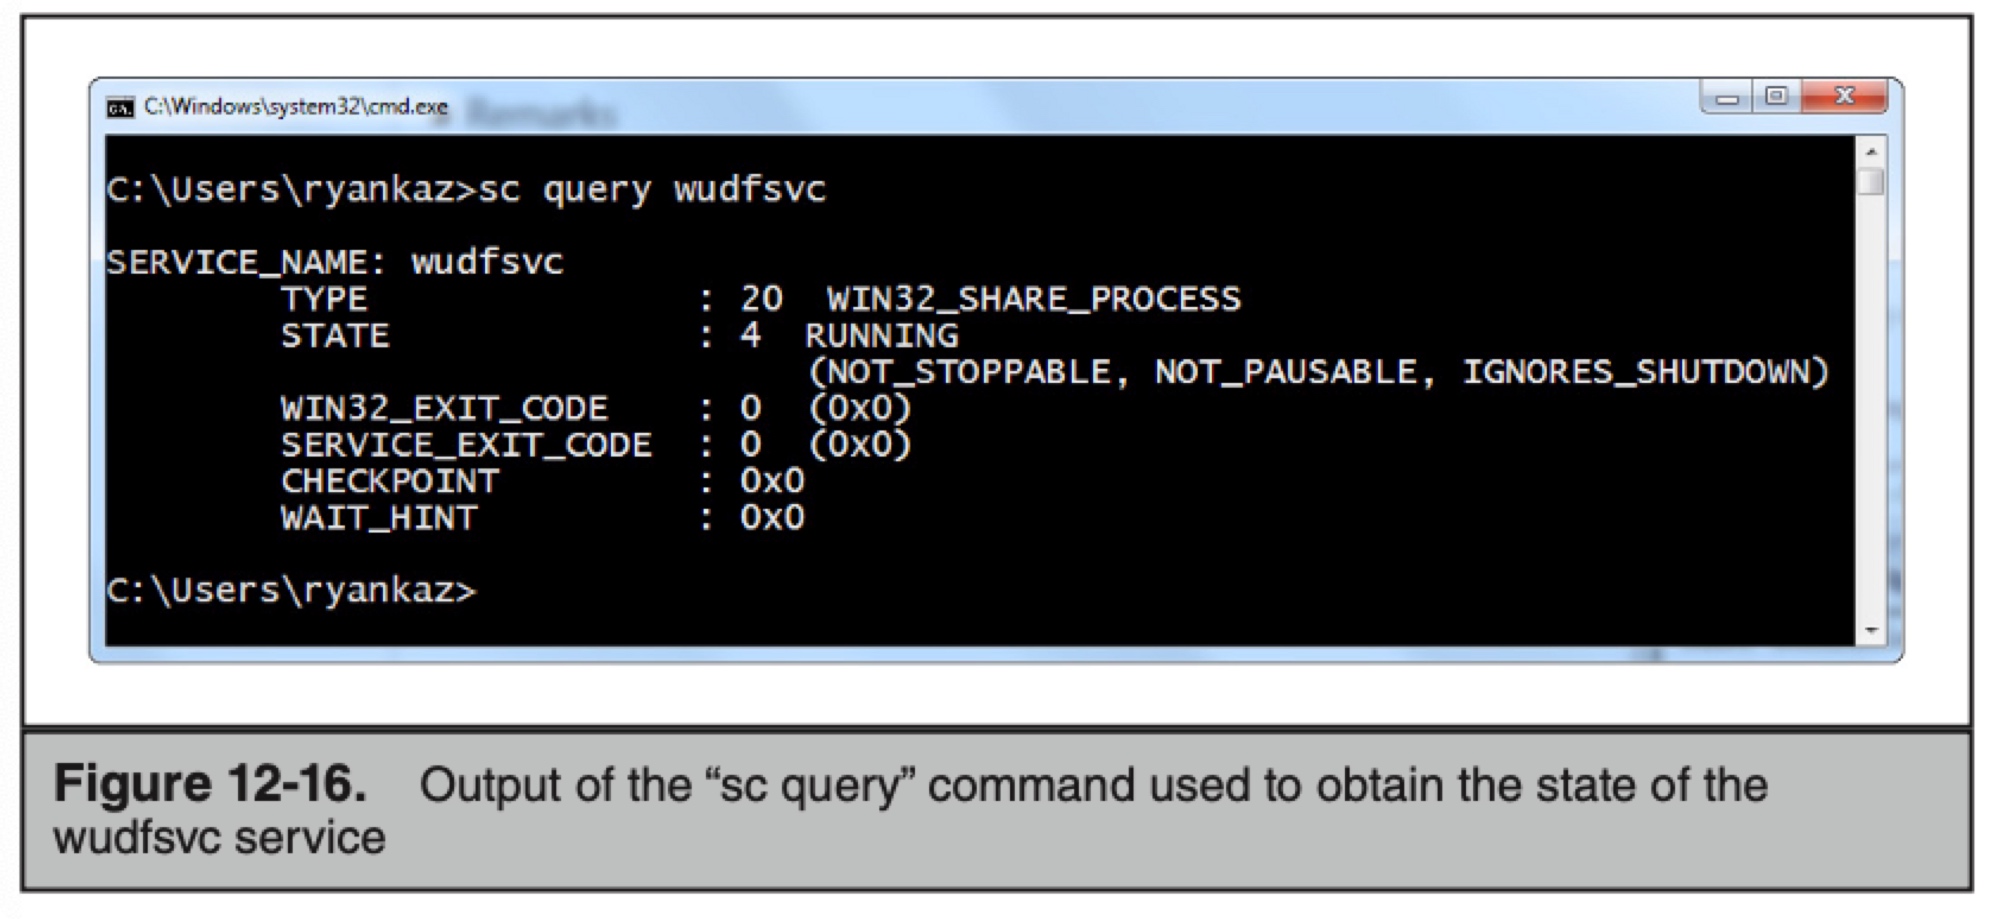 C:\Windows\system32\cmd.exe
Remarks
C:\Users\ryankaz>sc query wudfsvc
SERVICE_NAME: wudfsvc
TYPE : 20 WIN32_SHARE_PROCESS
STATE : 4 RUNNING
(NOT_STOPPABLE, NOT_PAUSABLE, IGNORES_SHUTDOWN)
WIN32_EXIT_CODE : 0 (0x0)
SERVICE_EXIT_CODE : 0 (0x0)
CHECKPOINT : 0x0
WAIT_HINT : 0x0
C:\Users\ryankaz>
Figure 12-16. Output of the “sc query” command used to obtain the state of the
wudfsvc service